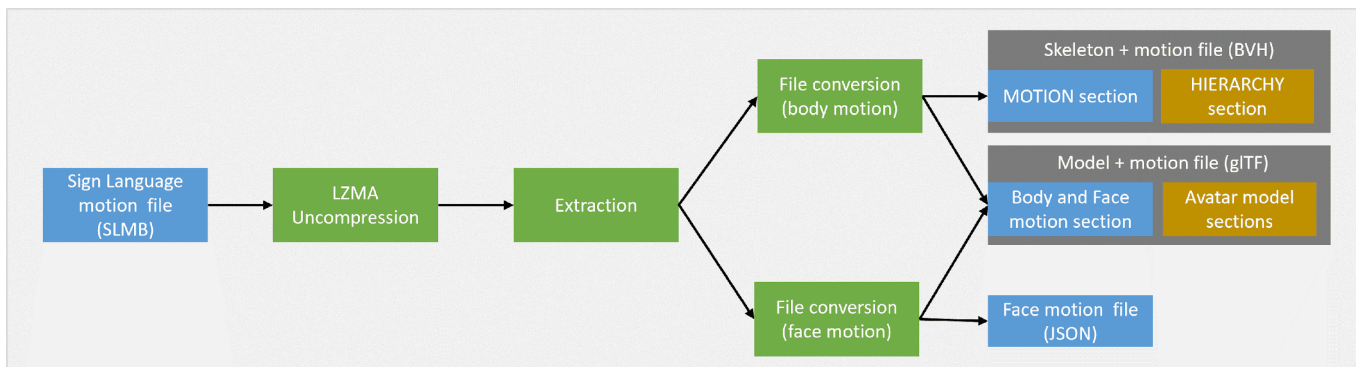 Sign Language
motion file
(SLMB)
LZMA
Uncompression
Extraction
File conversion
(body motion)
File conversion
(face motion)
Skeleton + motion file (BVH)
MOTION section
HIERARCHY
section
Model + motion file (glTF)
Body and Face
motion section
Avatar model
sections
Face motion file
(JSON)